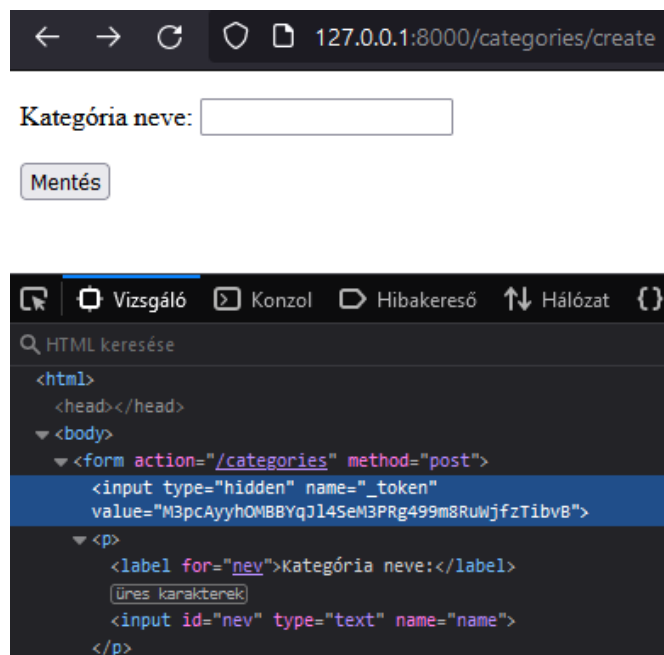 127.0.0.1:8000/categories/create
Kategória neve:
Mentés
Vizsgáló Konzol Hibakereső Hálózat {}
HTML keresése
<html>
<head></head>
<body>
<form action="/categories" method="post">
<input type="hidden" name="_token"
value="M3pcAyyhOMBBYqJl4SeM3PRg499m8RuWjfzTibvB">
<p>
<label for="nev">Kategória neve:</label>
üres karakterek
<input id="nev" type="text" name="name">
</p>